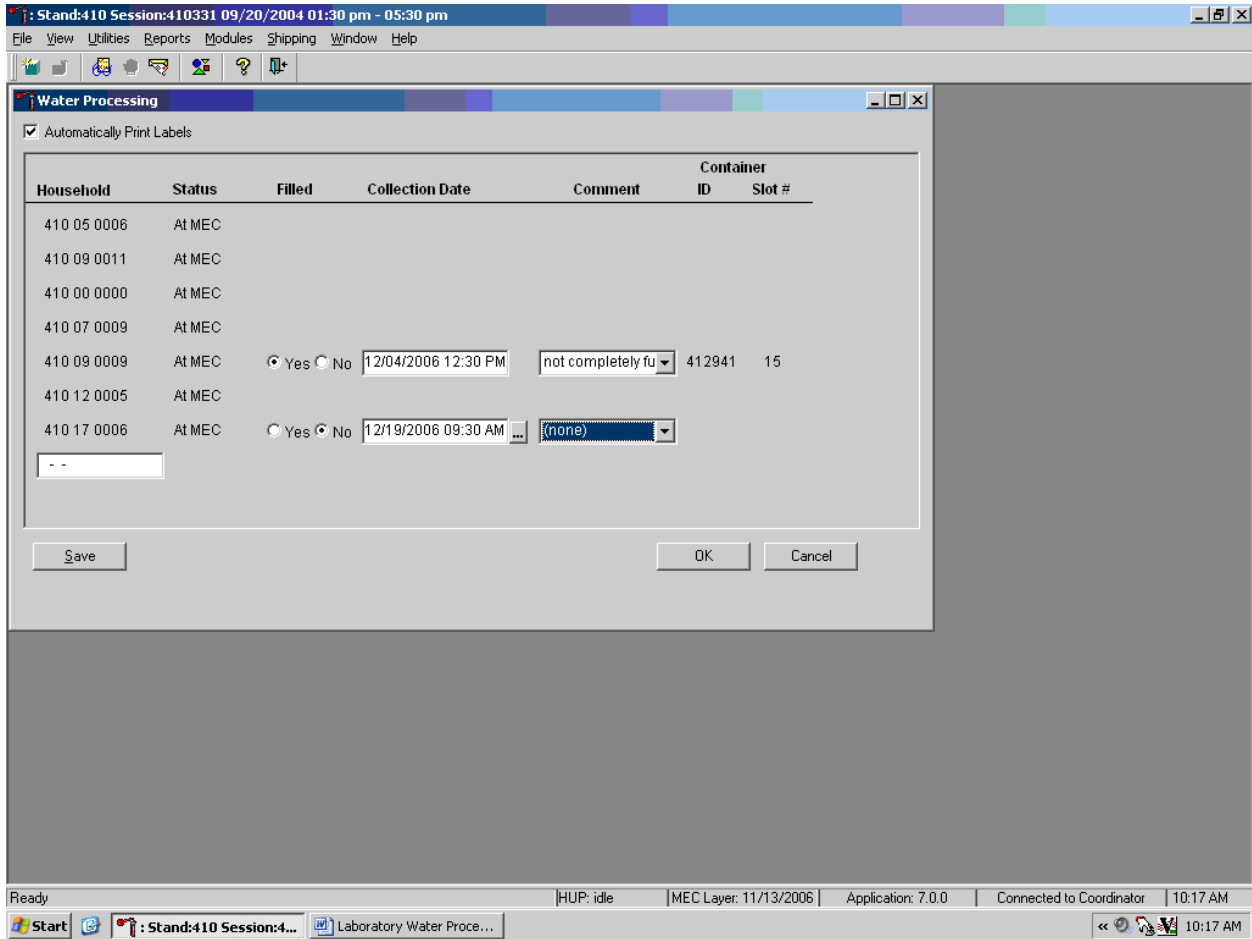 : Stand:410 Session:410331 09/20/2004 01:30 pm - 05:30 pm
File View Utilities Reports Modules Shipping Window Help
Water Processing
Automatically Print Labels
Container
Household Status Filled Collection Date Comment ID Slot #
410 05 0006 At MEC
410 09 0011 At MEC
410 00 0000 At MEC
410 07 0009 At MEC
410 09 0009 At MEC Yes No 12/04/2006 12:30 PM not completely fu 412941 15
410 12 0005 At MEC
410 17 0006 At MEC Yes No 12/19/2006 09:30 AM ... (none)
- -
Save OK Cancel
Ready HUP: idle MEC Layer: 11/13/2006 Application: 7.0.0 Connected to Coordinator 10:17 AM
Start : Stand:410 Session:4... Laboratory Water Proce... « 10:17 AM